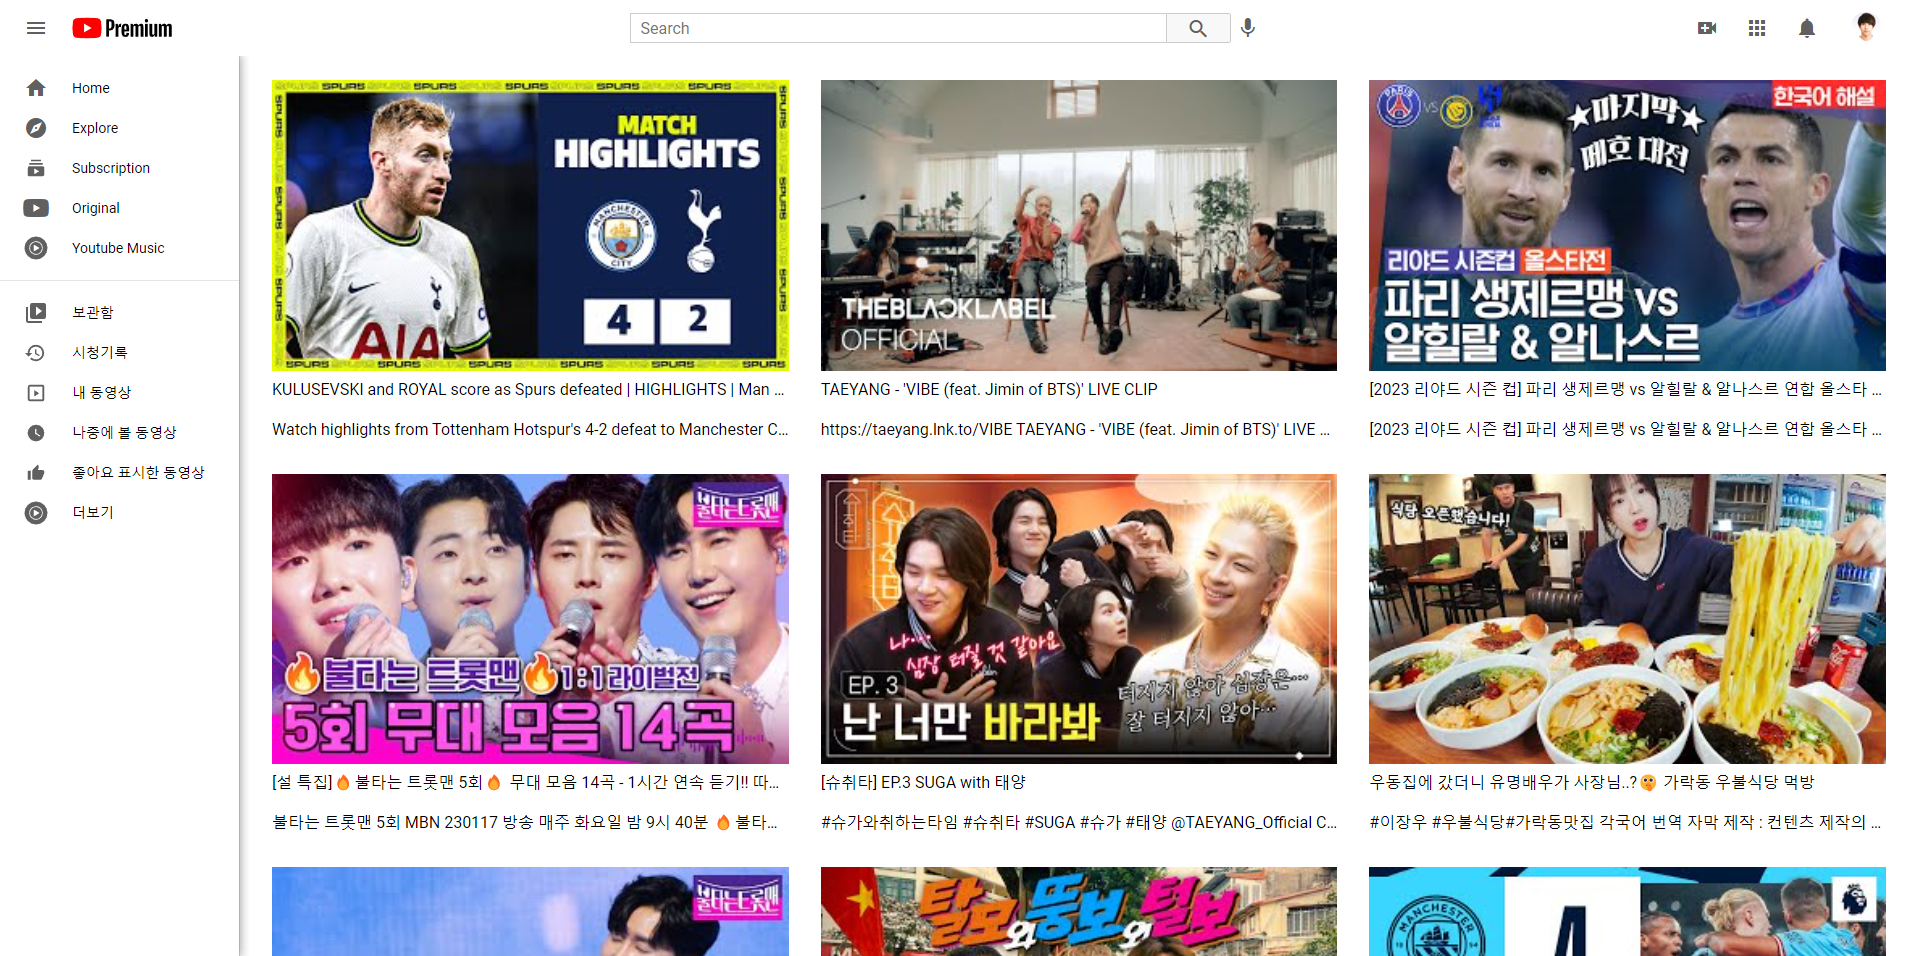 Premium
Search
Home
Explore
Subscription
Original
Youtube Music
보관함
시청기록
내 동영상
나중에 볼 동영상
좋아요 표시한 동영상
더보기
SPURS SPURS SPURS SPURS SPURS
MATCH
HIGHLIGHTS
MANCHESTER
CITY
4 2
AIA
KULUSEVSKI and ROYAL score as Spurs defeated | HIGHLIGHTS | Man ...
Watch highlights from Tottenham Hotspur's 4-2 defeat to Manchester C...
THEBLACKLABEL
OFFICIAL
TAEYANG - 'VIBE (feat. Jimin of BTS)' LIVE CLIP
https://taeyang.lnk.to/VIBE TAEYANG - 'VIBE (feat. Jimin of BTS)' LIVE ...
PARIS
VS
한국어 해설
★마지막★
메호 대전
리야드 시즌컵 올스타전
파리 생제르맹 vs
알힐랄 & 알나스르
[2023 리야드 시즌 컵] 파리 생제르맹 vs 알힐랄 & 알나스르 연합 올스타 ...
[2023 리야드 시즌 컵] 파리 생제르맹 vs 알힐랄 & 알나스르 연합 올스타 ...
불타는트롯맨
🔥불타는 트롯맨🔥1:1라이벌전
5회 무대 모음 14곡
[설 특집]🔥불타는 트롯맨 5회🔥 무대 모음 14곡 - 1시간 연속 듣기!! 따...
불타는 트롯맨 5회 MBN 230117 방송 매주 화요일 밤 9시 40분 🔥불타...
슈취타
나...
심장 터질 것 같아요
EP. 3
난 너만 바라봐
터지지 않아 심장은...
잘 터지지 않아...
[슈취타] EP.3 SUGA with 태양
#슈가와취하는타임 #슈취타 #SUGA #슈가 #태양 @TAEYANG_Official C...
식당 오픈했습니다!
우동집에 갔더니 유명배우가 사장님..?🤫 가락동 우불식당 먹방
#이장우 #우불식당#가락동맛집 각국어 번역 자막 제작 : 컨텐츠 제작의 ...
불타는트롯맨
탈모와뚱보와털보
MANCHESTER
4